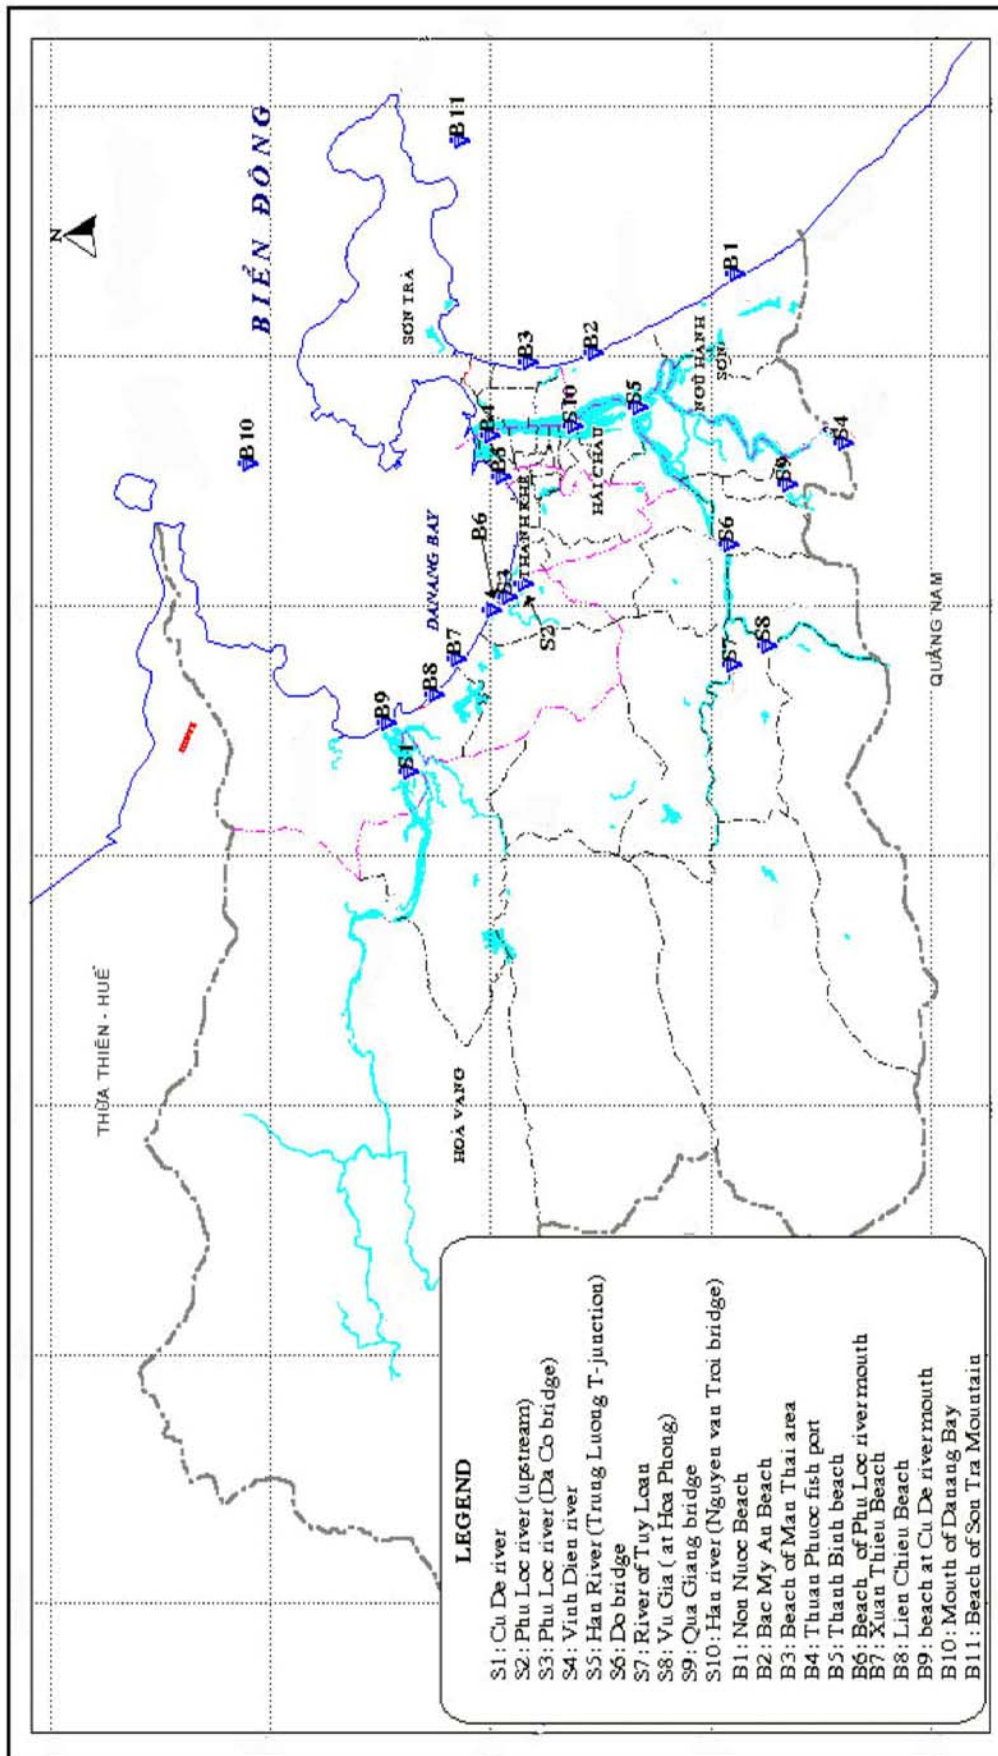 N
BIỂN ĐÔNG
THỪA THIÊN - HUẾ
B10
B11
SƠN TRÀ
DANANG BAY
B9
B8
B7
B6
B5
B4
B3
S1
S3
S2
THANH KHÊ
HẢI CHÂU
S10
B2
HOÀ VANG
S5
NGŨ HÀNH
SƠN
B1
S7
S8
S6
S9
S4
QUẢNG NAM
LEGEND
S1: Cu De river
S2: Phu Loc river (upstream)
S3: Phu Loc river (Da Co bridge)
S4: Vinh Dien river
S5: Han River (Trung Luong T-junction)
S6: Do bridge
S7: River of Tuy Loan
S8: Vu Gia ( at Hoa Phong)
S9: Qua Giang bridge
S10: Han river (Nguyen van Troi bridge)
B1: Non Nuoc Beach
B2: Bac My An Beach
B3: Beach of Man Thai area
B4: Thuan Phuoc fish port
B5: Thanh Binh beach
B6: Beach of Phu Loc rivermouth
B7: Xuan Thieu Beach
B8: Lien Chieu Beach
B9: beach at Cu De rivermouth
B10: Mouth of Danang Bay
B11: Beach of Son Tra Mountain